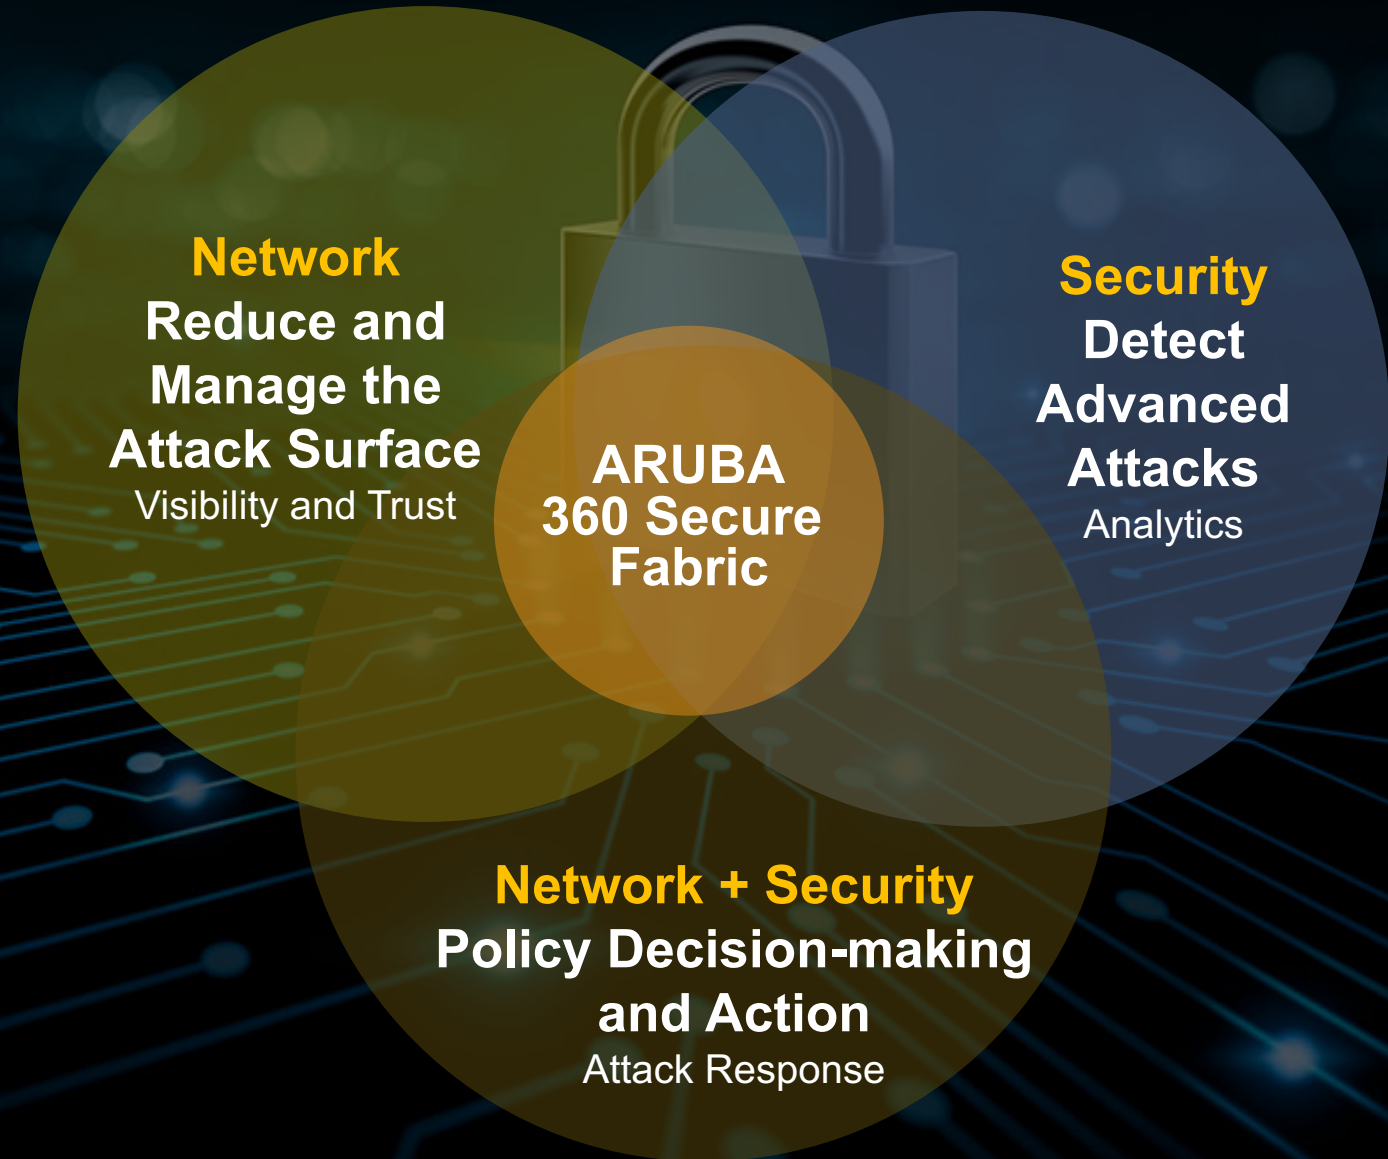 Network
Reduce and
Manage the
Attack Surface
Visibility and Trust
Security
Detect
Advanced
Attacks
Analytics
ARUBA
360 Secure
Fabric
Network + Security
Policy Decision-making
and Action
Attack Response